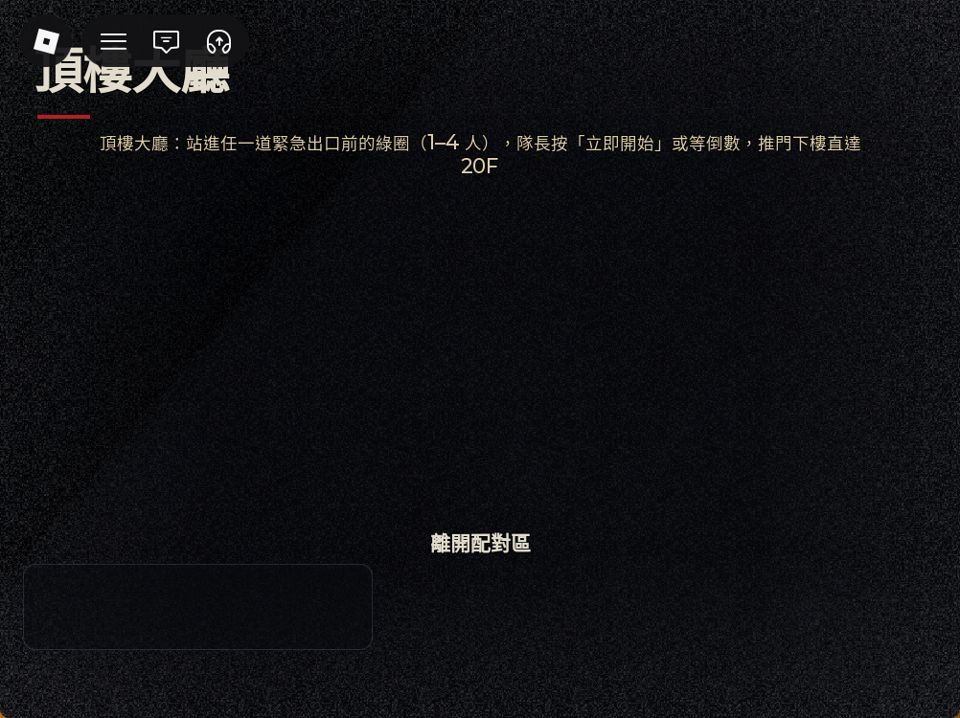 頂樓大廳
頂樓大廳：站進任一道緊急出口前的綠圈（1–4 人），隊長按「立即開始」或等倒數，推門下樓直達
20F
離開配對區